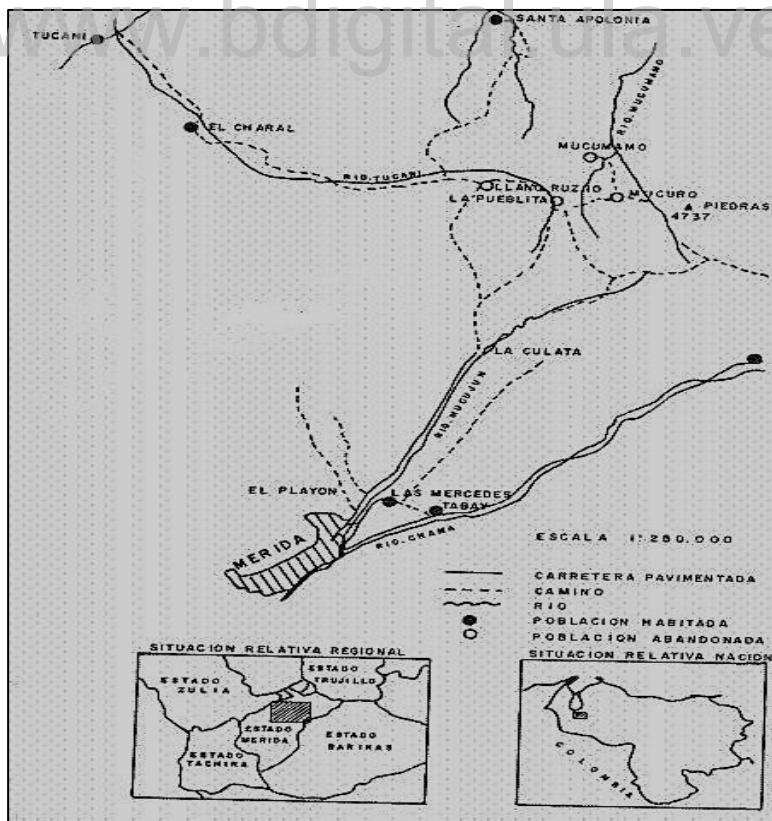 www.bdigital.ula.ve
SANTA APOLONIA
TUCANI
RIO MUCUMAMO
EL CHARAL
MUCUMAMO
RIO TUCANI
LLANO RUZHO
MUCURO
LA PUEBLITA
PIEDRAS
4737
LA CULATA
RIO MUCUJUN
EL PLAYON
LAS MERCEDES
TABAY
MERIDA
RIO CHAMA
ESCALA 1:250.000
CARRETERA PAVIMENTADA
CAMINO
RIO
POBLACION HABITADA
POBLACION ABANDONADA
SITUACION RELATIVA REGIONAL
ESTADO
TRUJILLO
ESTADO
ZULIA
ESTADO
MERIDA
ESTADO
BARINAS
ESTADO
TACHIRA
SITUACION RELATIVA NACION
COLOMBIA